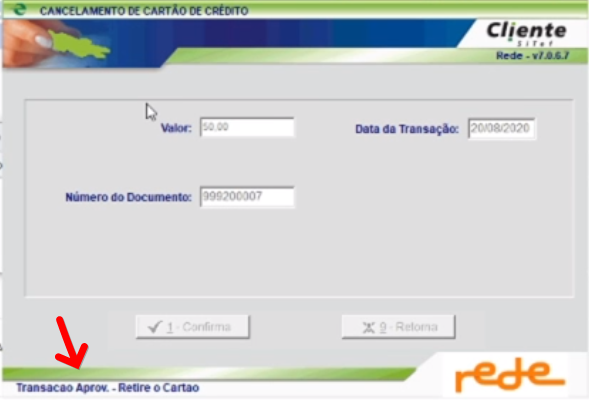 CANCELAMENTO DE CARTÃO DE CRÉDITO
Cliente
SiTef
Rede - v7.0.6.7
Valor: 50,00
Data da Transação: 20/08/2020
Número do Documento: 999200007
1 - Confirma
9 - Retorna
rede
Transacao Aprov. - Retire o Cartao